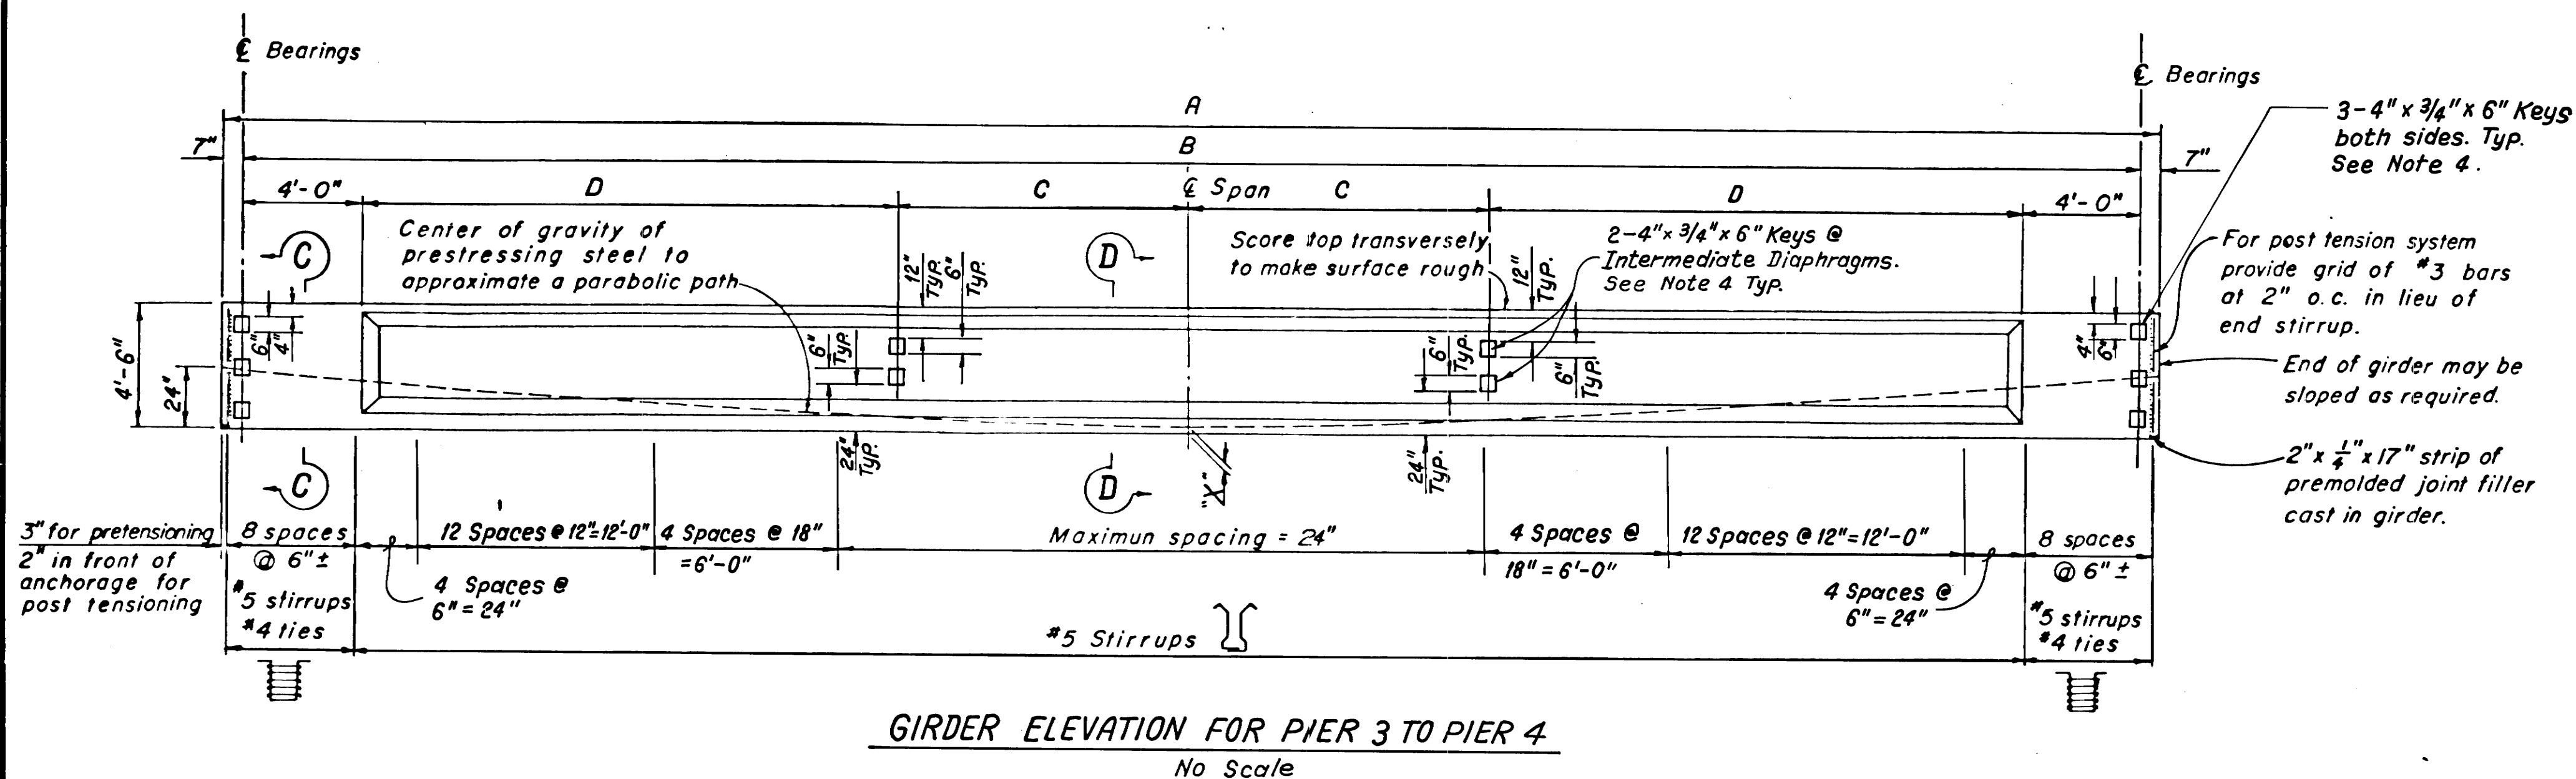 ℄ Bearings
℄ Bearings
A
3-4" x 3/4" x 6" Keys
both sides. Typ.
See Note 4.
7"
B
7"
4'-0"
D
C
℄ Span
C
D
4'-0"
Center of gravity of
prestressing steel to
approximate a parabolic path
C
D
12"
Typ.
6"
Typ.
Score top transversely
to make surface rough
12"
Typ.
2-4" x 3/4" x 6" Keys @
Intermediate Diaphragms.
See Note 4 Typ.
For post tension system
provide grid of #3 bars
at 2" o.c. in lieu of
end stirrup.
4'-6"
24"
6"
4"
6"
Typ.
6"
Typ.
6"
Typ.
4"
6"
End of girder may be
sloped as required.
24"
Typ.
"X"
24"
Typ.
2" x 1/4" x 17" strip of
premolded joint filler
cast in girder.
C
D
3" for pretensioning
2" in front of
anchorage for
post tensioning
8 spaces
@ 6" ±
12 Spaces @ 12"=12'-0"
4 Spaces @ 18"
=6'-0"
Maximun spacing = 24"
4 Spaces @
18" = 6'-0"
12 Spaces @ 12"=12'-0"
8 spaces
@ 6" ±
4 Spaces @
6" = 24"
4 Spaces @
6" = 24"
#5 stirrups
#4 ties
#5 Stirrups
#5 stirrups
#4 ties
GIRDER ELEVATION FOR PIER 3 TO PIER 4
No Scale